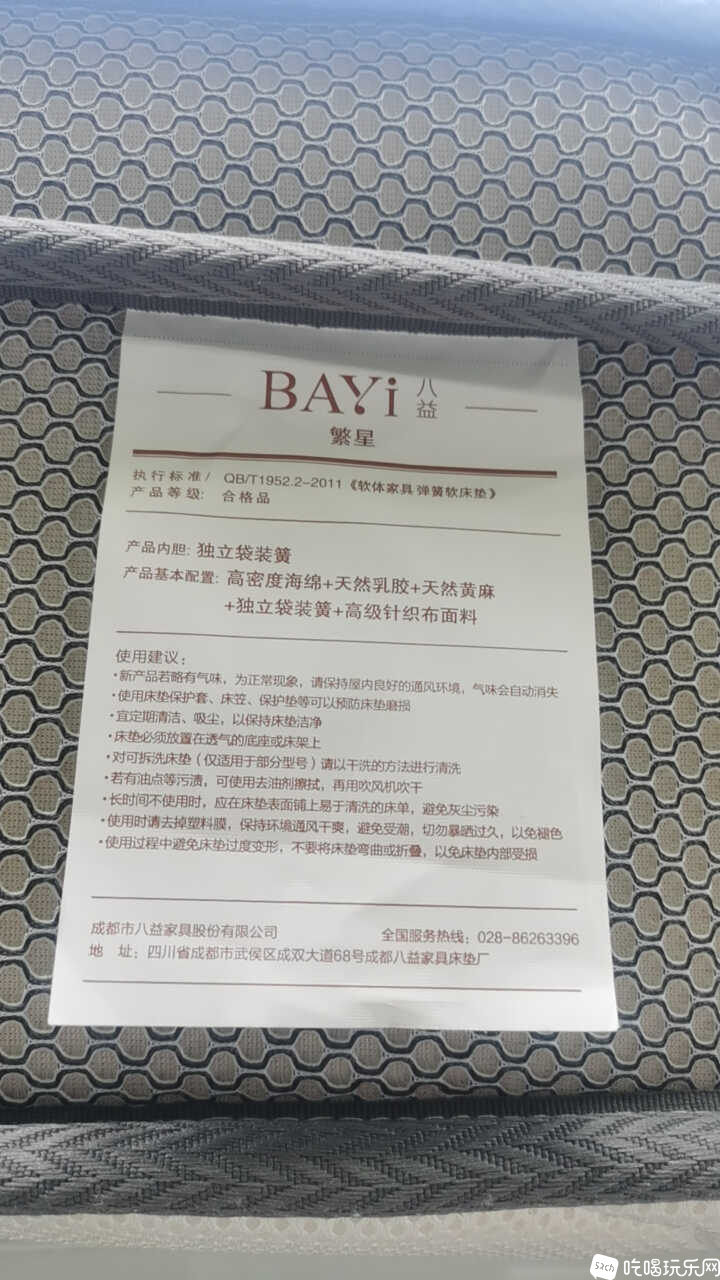 BAYi 八益
繁星
执行标准/ QB/T1952.2-2011《软体家具 弹簧软床垫》
产品等级: 合格品
产品内胆: 独立袋装簧
产品基本配置: 高密度海绵+天然乳胶+天然黄麻
+独立袋装簧+高级针织布面料
使用建议:
·新产品若略有气味，为正常现象，请保持屋内良好的通风环境，气味会自动消失
·使用床垫保护套、床笠、保护垫等可以预防床垫磨损
·宜定期清洁、吸尘，以保持床垫洁净
·床垫必须放置在透气的底座或床架上
·对可拆洗床垫（仅适用于部分型号）请以干洗的方法进行清洗
·若有油点等污渍，可使用去油剂擦拭，再用吹风机吹干
·长时间不使用时，应在床垫表面铺上易于清洗的床单，避免灰尘污染
·使用时请去掉塑料膜，保持环境通风干爽，避免受潮，切勿暴晒过久，以免褪色
·使用过程中避免床垫过度变形，不要将床垫弯曲或折叠，以免床垫内部受损
成都市八益家具股份有限公司 全国服务热线: 028-86263396
地 址: 四川省成都市武侯区成双大道68号成都八益家具床垫厂
52ch 吃喝玩乐网